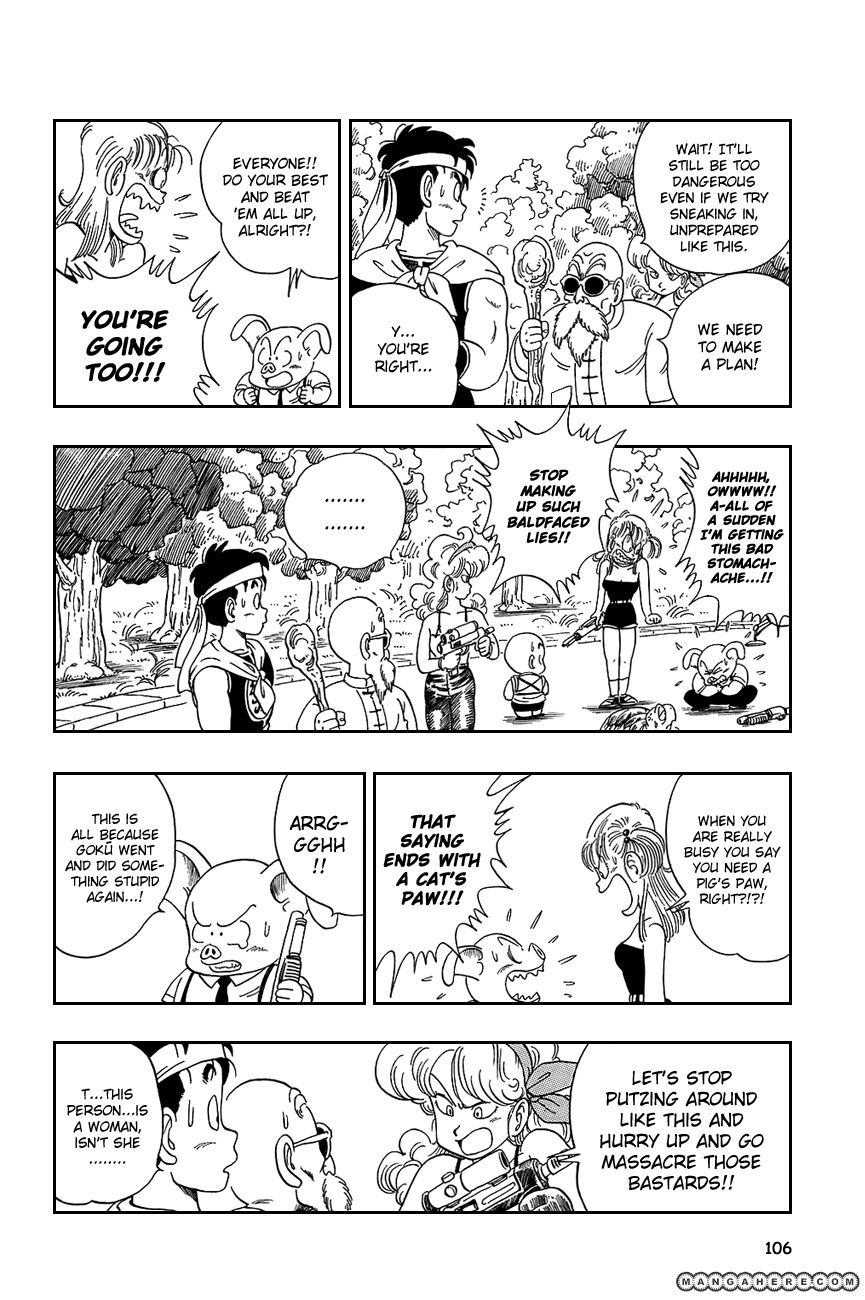 WAIT! IT'LL
STILL BE TOO
DANGEROUS
EVEN IF WE TRY
SNEAKING IN,
UNPREPARED
LIKE THIS.
WE NEED
TO MAKE
A PLAN!
Y...
YOU'RE
RIGHT...
EVERYONE!!
DO YOUR BEST
AND BEAT
'EM ALL UP,
ALRIGHT?!
YOU'RE
GOING
TOO!!!
AHHHHH,
OWWWW!!
A-ALL OF
A SUDDEN
I'M GETTING
THIS BAD
STOMACH-
ACHE...!!
STOP
MAKING
UP SUCH
BALDFACED
LIES!!
.......
.......
WHEN YOU
ARE REALLY
BUSY YOU SAY
YOU NEED A
PIG'S PAW,
RIGHT?!?!
THAT
SAYING
ENDS WITH
A CAT'S
PAW!!!
ARRG-
GGHH
!!
THIS IS
ALL BECAUSE
GOKŪ WENT
AND DID SOME-
THING STUPID
AGAIN...!
LET'S STOP
PUTZING AROUND
LIKE THIS AND
HURRY UP AND GO
MASSACRE THOSE
BASTARDS!!
T...THIS
PERSON...IS
A WOMAN,
ISN'T SHE
........
106
MANGAHERE.COM